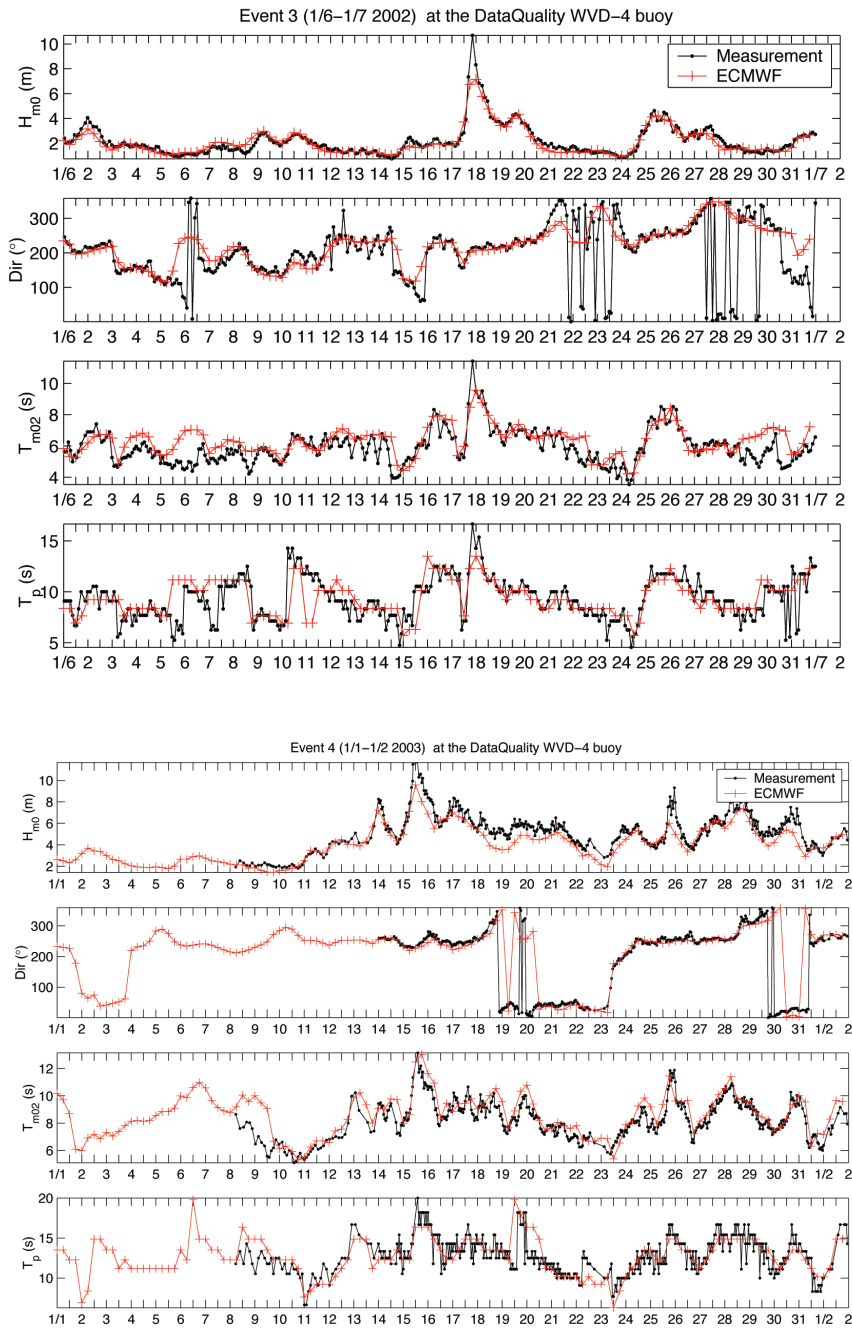 Event 3 (1/6−1/7 2002) at the DataQuality WVD−4 buoy
H_m0 (m)
10
8
6
4
2
Measurement
ECMWF
1/6 2 3 4 5 6 7 8 9 10 11 12 13 14 15 16 17 18 19 20 21 22 23 24 25 26 27 28 29 30 31 1/7 2
Dir (°)
300
200
100
1/6 2 3 4 5 6 7 8 9 10 11 12 13 14 15 16 17 18 19 20 21 22 23 24 25 26 27 28 29 30 31 1/7 2
T_m02 (s)
10
8
6
4
1/6 2 3 4 5 6 7 8 9 10 11 12 13 14 15 16 17 18 19 20 21 22 23 24 25 26 27 28 29 30 31 1/7 2
T_p (s)
15
10
5
1/6 2 3 4 5 6 7 8 9 10 11 12 13 14 15 16 17 18 19 20 21 22 23 24 25 26 27 28 29 30 31 1/7 2
Event 4 (1/1−1/2 2003) at the DataQuality WVD−4 buoy
H_m0 (m)
10
8
6
4
2
Measurement
ECMWF
1/1 2 3 4 5 6 7 8 9 10 11 12 13 14 15 16 17 18 19 20 21 22 23 24 25 26 27 28 29 30 31 1/2 2
Dir (°)
300
200
100
1/1 2 3 4 5 6 7 8 9 10 11 12 13 14 15 16 17 18 19 20 21 22 23 24 25 26 27 28 29 30 31 1/2 2
T_m02 (s)
12
10
8
6
1/1 2 3 4 5 6 7 8 9 10 11 12 13 14 15 16 17 18 19 20 21 22 23 24 25 26 27 28 29 30 31 1/2 2
T_p (s)
20
15
10
1/1 2 3 4 5 6 7 8 9 10 11 12 13 14 15 16 17 18 19 20 21 22 23 24 25 26 27 28 29 30 31 1/2 2